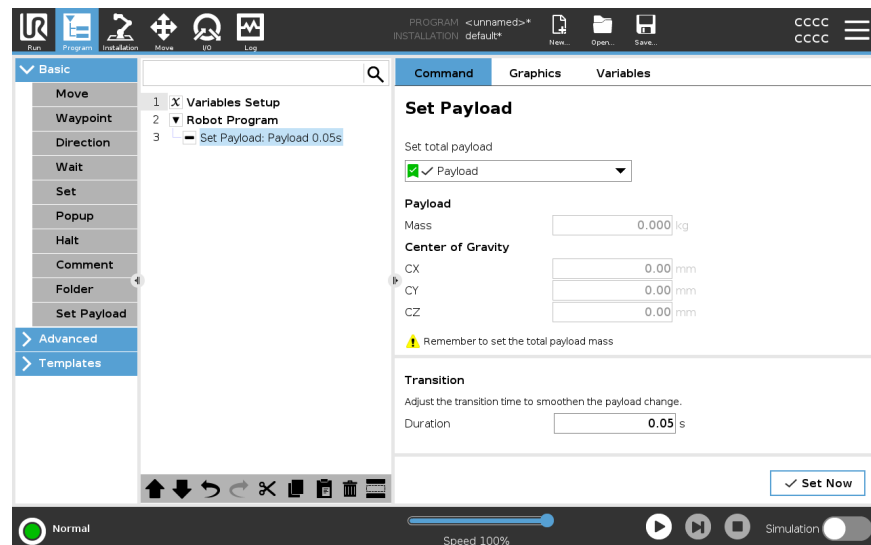 PROGRAM <unnamed>*
INSTALLATION default*
UR
Run
Program
Installation
Move
I/O
Log
New...
Open...
Save...
CCCC
CCCC
Basic
Move
Waypoint
Direction
Wait
Set
Popup
Halt
Comment
Folder
Set Payload
Advanced
Templates
1 X Variables Setup
2 Robot Program
3 Set Payload: Payload 0.05s
Command Graphics Variables
Set Payload
Set total payload
Payload
Payload
Mass 0.000 kg
Center of Gravity
CX 0.00 mm
CY 0.00 mm
CZ 0.00 mm
Remember to set the total payload mass
Transition
Adjust the transition time to smoothen the payload change.
Duration 0.05 s
Set Now
Normal
Speed 100%
Simulation